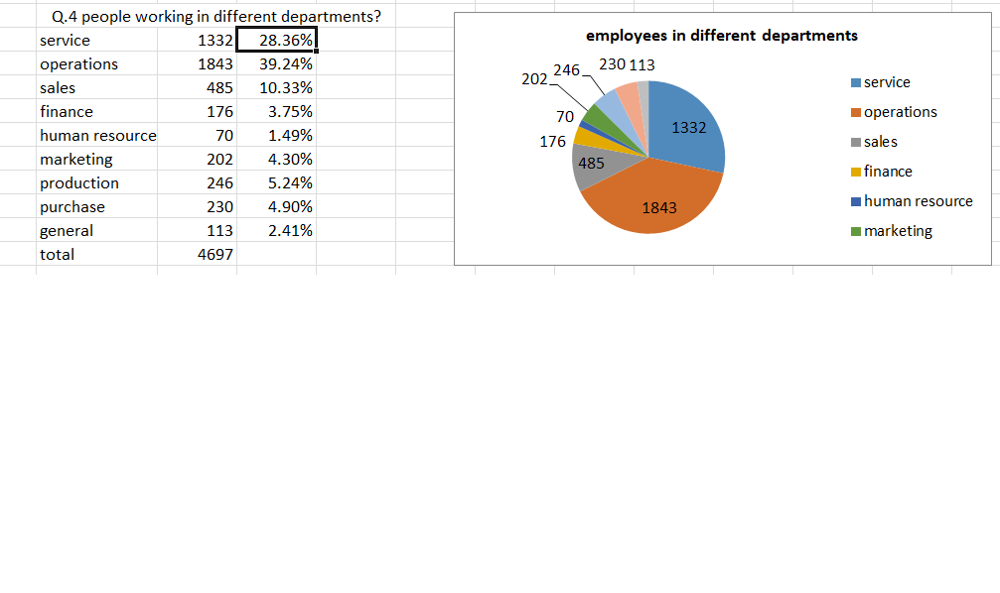 Q.4 people working in different departments?
service 1332 28.36%
operations 1843 39.24%
sales 485 10.33%
finance 176 3.75%
human resource 70 1.49%
marketing 202 4.30%
production 246 5.24%
purchase 230 4.90%
general 113 2.41%
total 4697
employees in different departments
230 113
246
202
70
176
485
1332
1843
service
operations
sales
finance
human resource
marketing